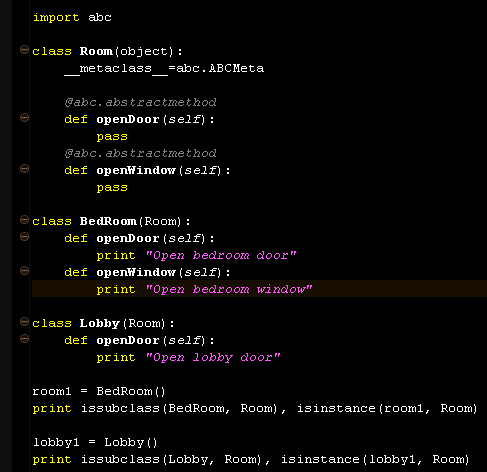 import abc
class Room(object):
    __metaclass__=abc.ABCMeta
    @abc.abstractmethod
    def openDoor(self):
        pass
    @abc.abstractmethod
    def openWindow(self):
        pass
class BedRoom(Room):
    def openDoor(self):
        print "Open bedroom door"
    def openWindow(self):
        print "Open bedroom window"
class Lobby(Room):
    def openDoor(self):
        print "Open lobby door"
room1 = BedRoom()
print issubclass(BedRoom, Room), isinstance(room1, Room)
lobby1 = Lobby()
print issubclass(Lobby, Room), isinstance(lobby1, Room)